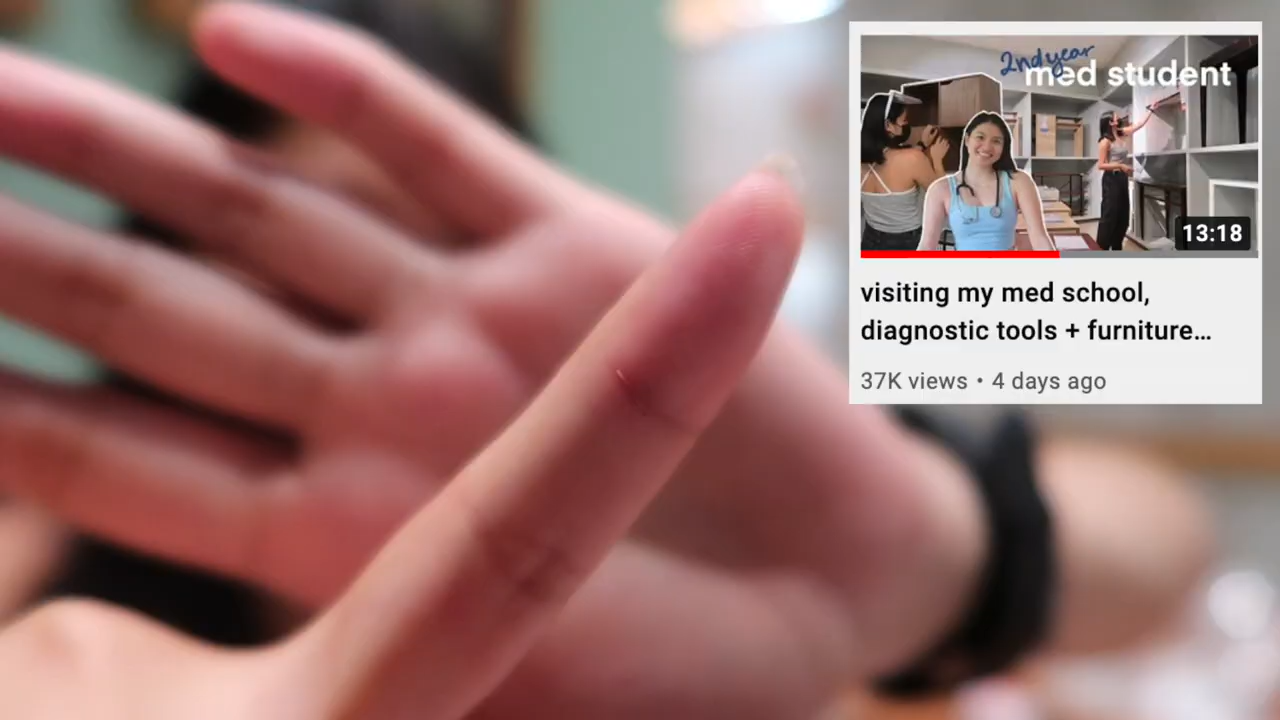 2nd year
med student
13:18
visiting my med school,
diagnostic tools + furniture…
37K views • 4 days ago